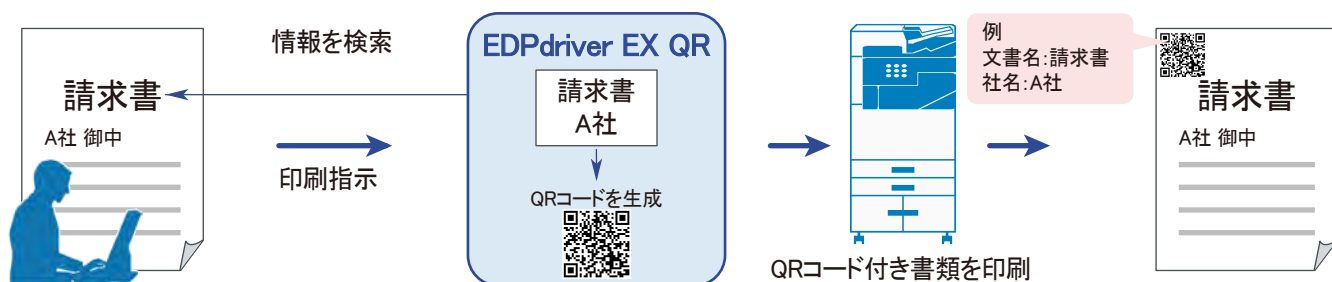 請求書
A社 御中
情報を検索
印刷指示
EDPdriver EX QR
請求書
A社
QRコードを生成
QRコード付き書類を印刷
例
文書名:請求書
社名:A社
請求書
A社 御中